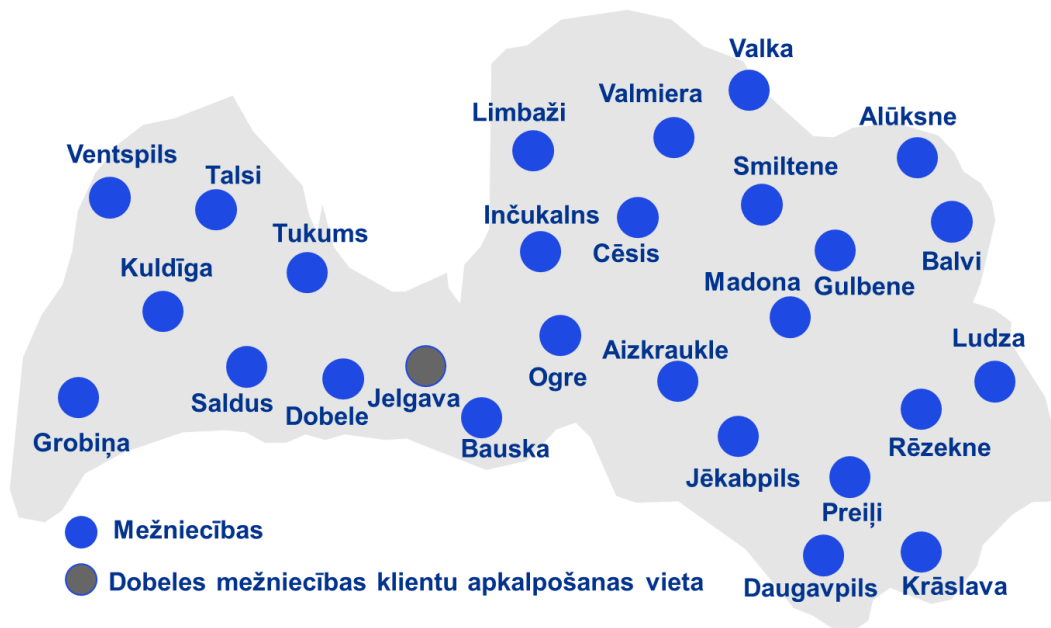 Valka
Valmiera
Limbaži
Alūksne
Ventspils
Talsi
Smiltene
Inčukalns
Tukums
Cēsis
Balvi
Kuldīga
Madona
Gulbene
Ludza
Aizkraukle
Ogre
Saldus
Dobele
Jelgava
Grobiņa
Bauska
Rēzekne
Jēkabpils
Preiļi
Mežniecības
Dobeles mežniecības klientu apkalpošanas vieta
Daugavpils
Krāslava